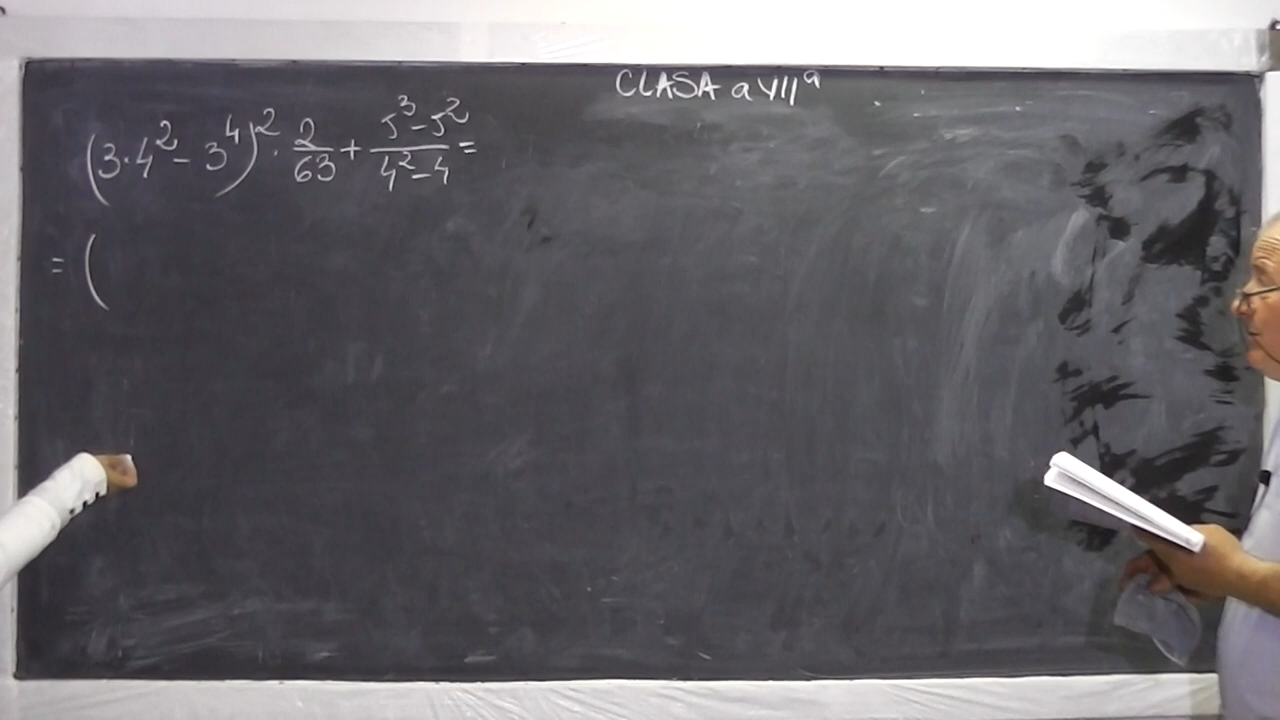 CLASA a VII a
(3·4² - 3⁴)² · 2/63 + (5³-5²)/(4²-4) =
= (